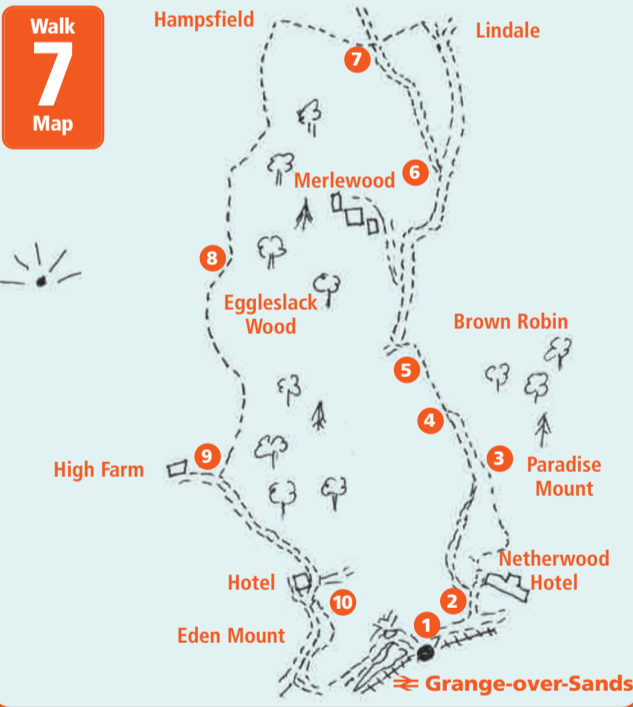 Walk
7
Map
Hampsfield
Lindale
7
6
Merlewood
8
Eggleslack
Wood
Brown Robin
5
4
3
Paradise
Mount
9
High Farm
Netherwood
Hotel
Hotel
10
2
1
Eden Mount
Grange-over-Sands